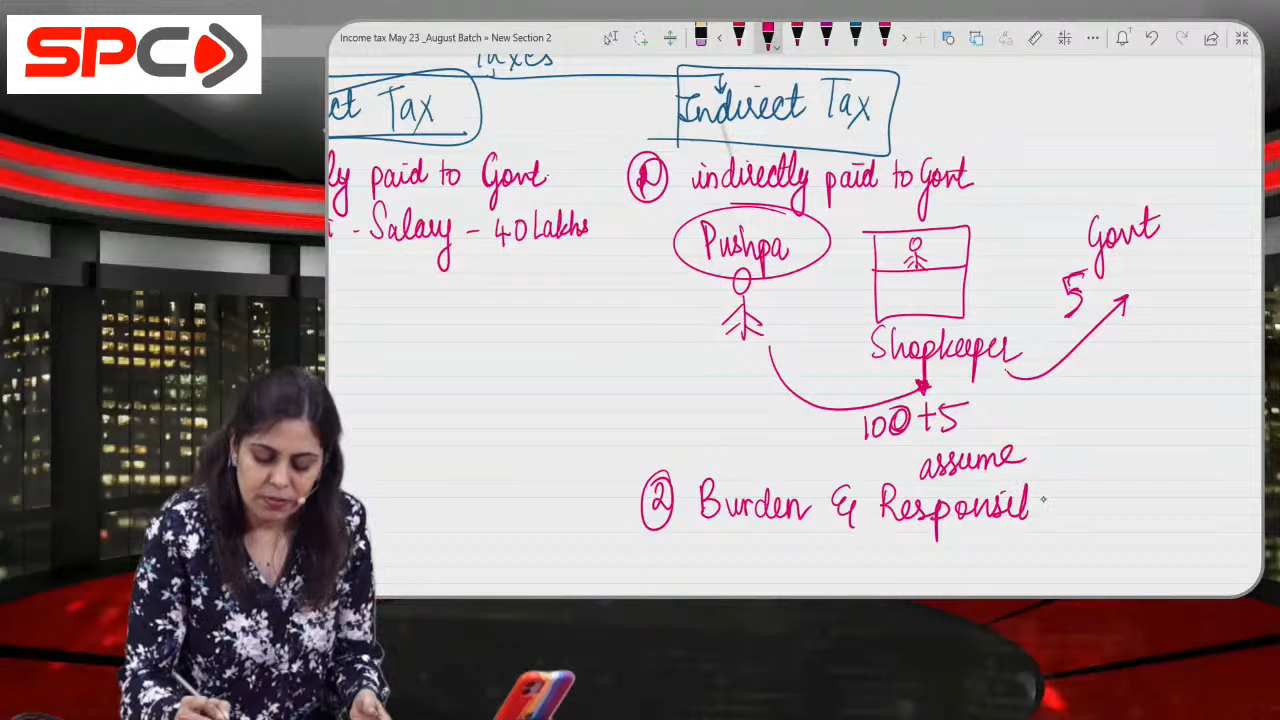 SPC
Income tax May 23 _August Batch » New Section 2
Taxes
ct Tax
Indirect Tax
ly paid to Govt.
- Salary - 40 Lakhs
① indirectly paid to Govt
Pushpa
Govt
5
Shopkeeper
100 + 5
assume
② Burden & Responsil